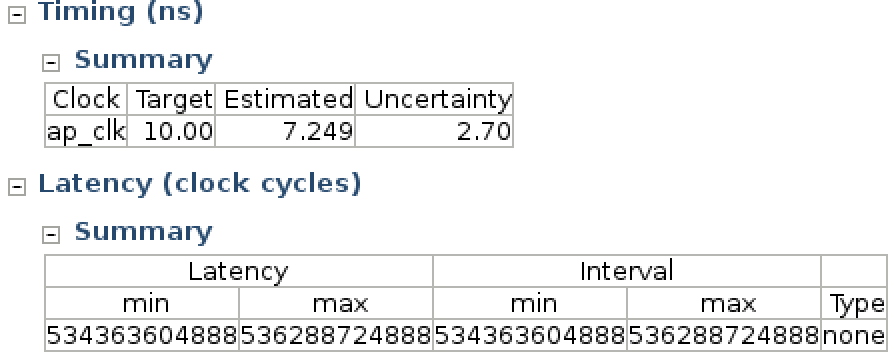 Timing (ns)
Summary
Clock Target Estimated Uncertainty
ap_clk 10.00 7.249 2.70
Latency (clock cycles)
Summary
Latency Interval
min max min max Type
534363604888 536288724888 534363604888 536288724888 none